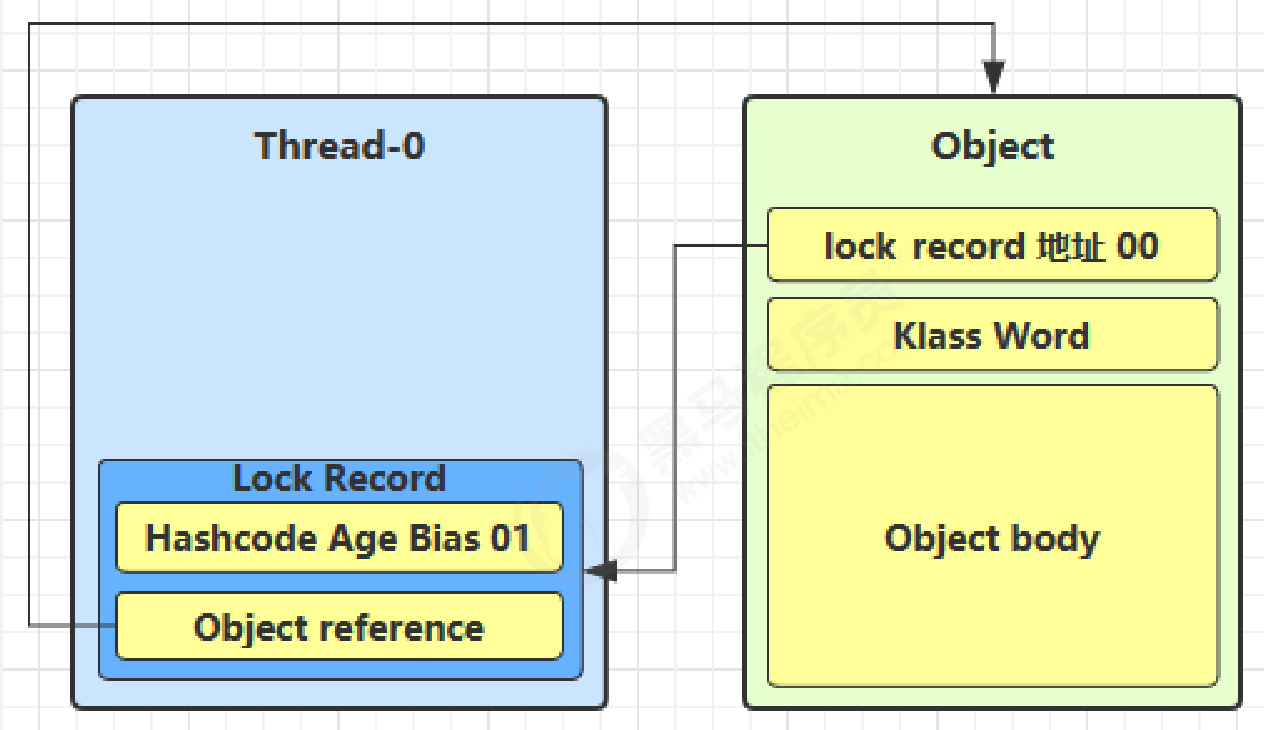 Thread-0
Object
lock record 地址 00
Klass Word
Lock Record
Hashcode Age Bias 01
Object reference
Object body
黑马程序员
www.itheima.com